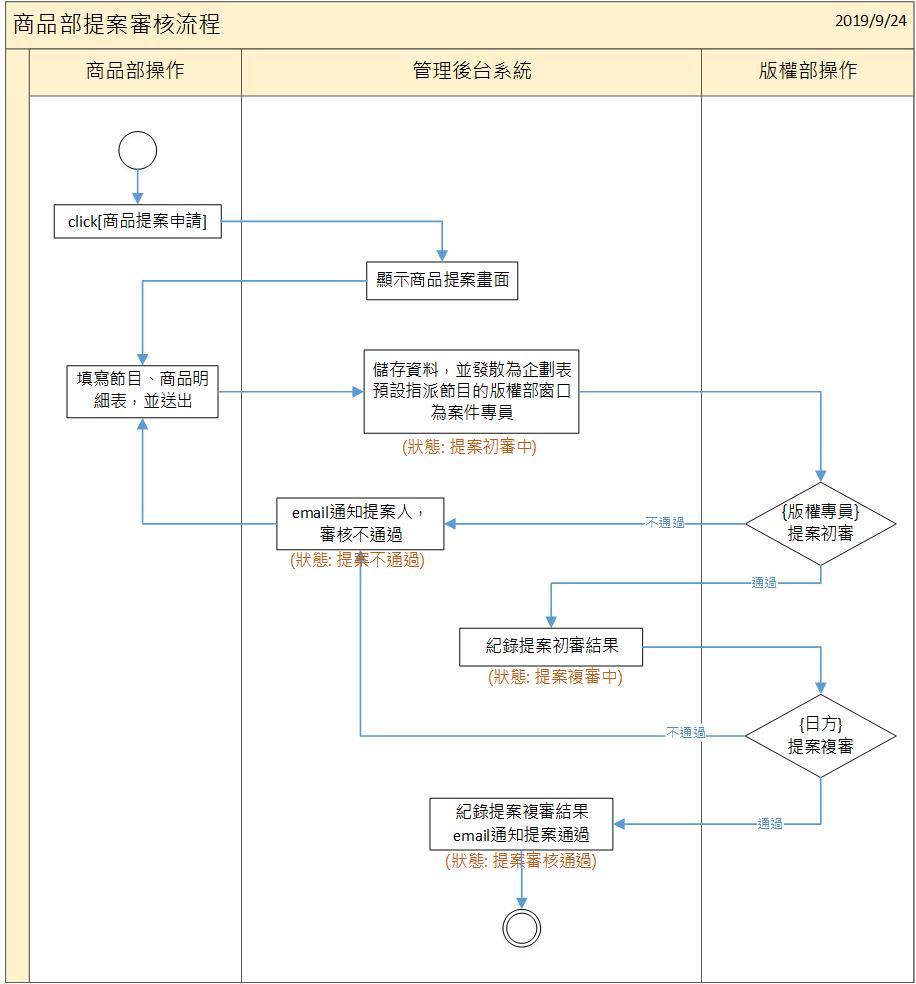 商品部提案審核流程
2019/9/24
商品部操作
管理後台系統
版權部操作
click[商品提案申請]
顯示商品提案畫面
填寫節目、商品明
細表，並送出
儲存資料，並發散為企劃表
預設指派節目的版權部窗口
為案件專員
(狀態: 提案初審中)
{版權專員}
提案初審
不通過
email通知提案人，
審核不通過
(狀態: 提案不通過)
通過
紀錄提案初審結果
(狀態: 提案複審中)
{日方}
提案複審
不通過
通過
紀錄提案複審結果
email通知提案通過
(狀態: 提案審核通過)